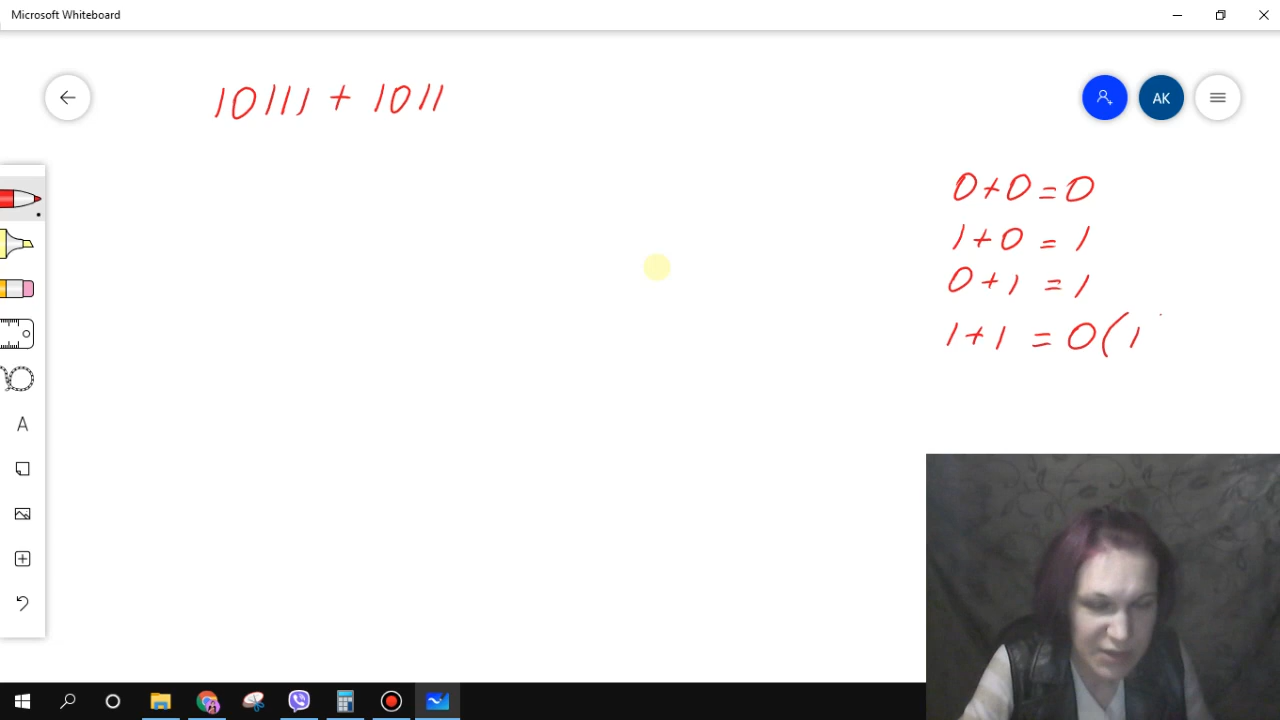 Microsoft Whiteboard
10111 + 1011
AK
0+0=0
1+0=1
0+1=1
1+1=0(1
A